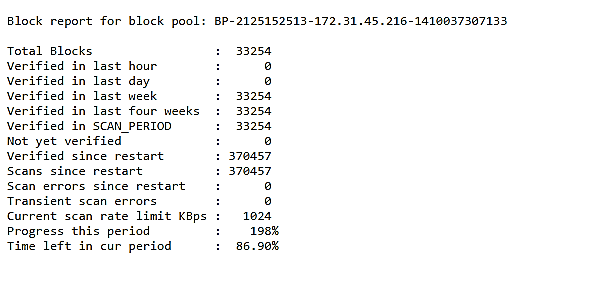 Block report for block pool: BP-2125152513-172.31.45.216-1410037307133
Total Blocks                 :  33254
Verified in last hour        :      0
Verified in last day         :      0
Verified in last week        :  33254
Verified in last four weeks  :  33254
Verified in SCAN_PERIOD      :  33254
Not yet verified             :      0
Verified since restart       : 370457
Scans since restart          : 370457
Scan errors since restart    :      0
Transient scan errors        :      0
Current scan rate limit KBps :   1024
Progress this period         :    198%
Time left in cur period      :  86.90%